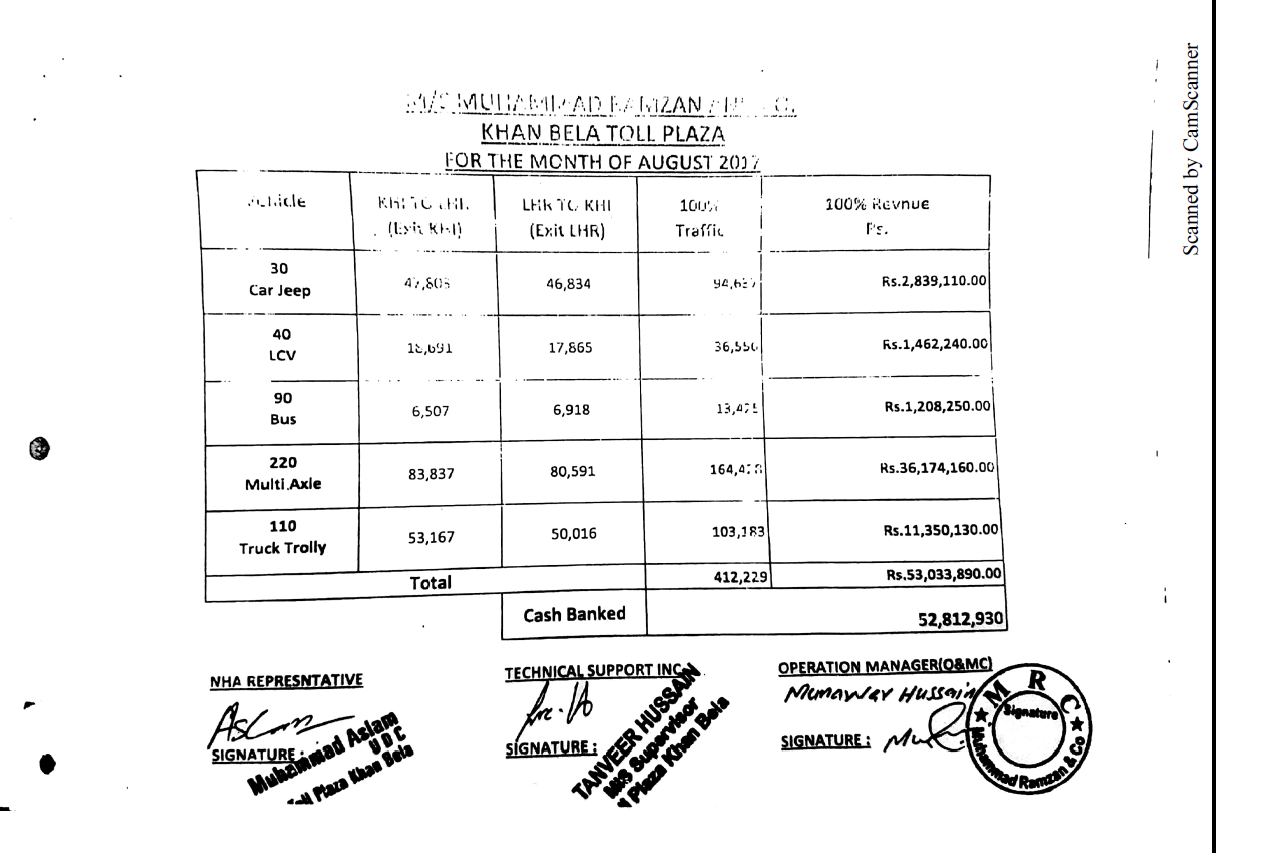 M/S MUHAMMAD RAMZAN AND CO.
KHAN BELA TOLL PLAZA
FOR THE MONTH OF AUGUST 2017
Vehicle KHI TO LHR LHR TO KHI 100% 100% Revnue
(Exit KHI) (Exit LHR) Traffic Rs.
30
Car Jeep 46,834 Rs.2,839,110.00
40
LCV 18,691 17,865 36,556 Rs.1,462,240.00
90
Bus 6,507 6,918 13,425 Rs.1,208,250.00
220
Multi.Axle 83,837 80,591 164,428 Rs.36,174,160.00
110
Truck Trolly 53,167 50,016 103,183 Rs.11,350,130.00
Total 412,229 Rs.53,033,890.00
Cash Banked 52,812,930
NHA REPRESNTATIVE
Aslam
SIGNATURE :
Muhammad Aslam
U D C
Toll Plaza Khan Bela
TECHNICAL SUPPORT INC
SIGNATURE :
TANVEER HUSSAIN
MIS Supervisor
Plaza Khan Bela
OPERATION MANAGER(O&MC)
Munawar Hussain
SIGNATURE :
M R C
Signature
Muhammad Ramzan & Co
Scanned by CamScanner